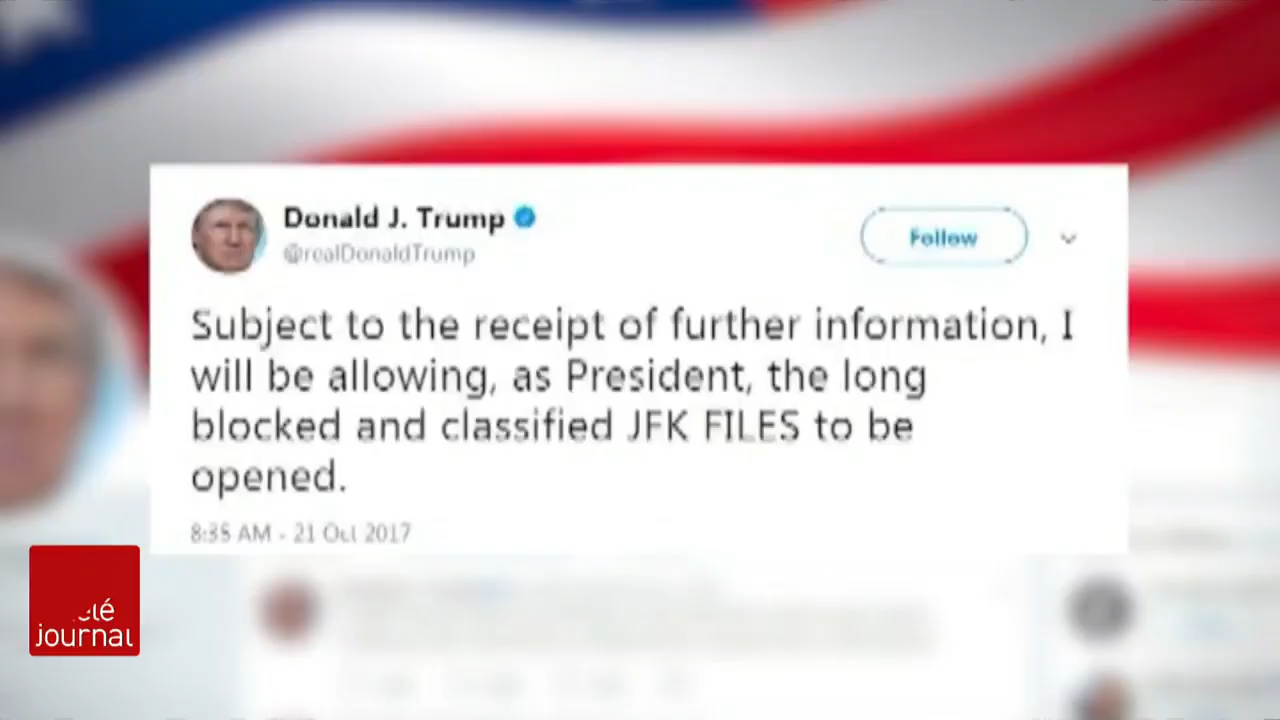 Donald J. Trump
@realDonaldTrump
Follow
Subject to the receipt of further information, I
will be allowing, as President, the long
blocked and classified JFK FILES to be
opened.
8:35 AM - 21 Oct 2017
télé
journal